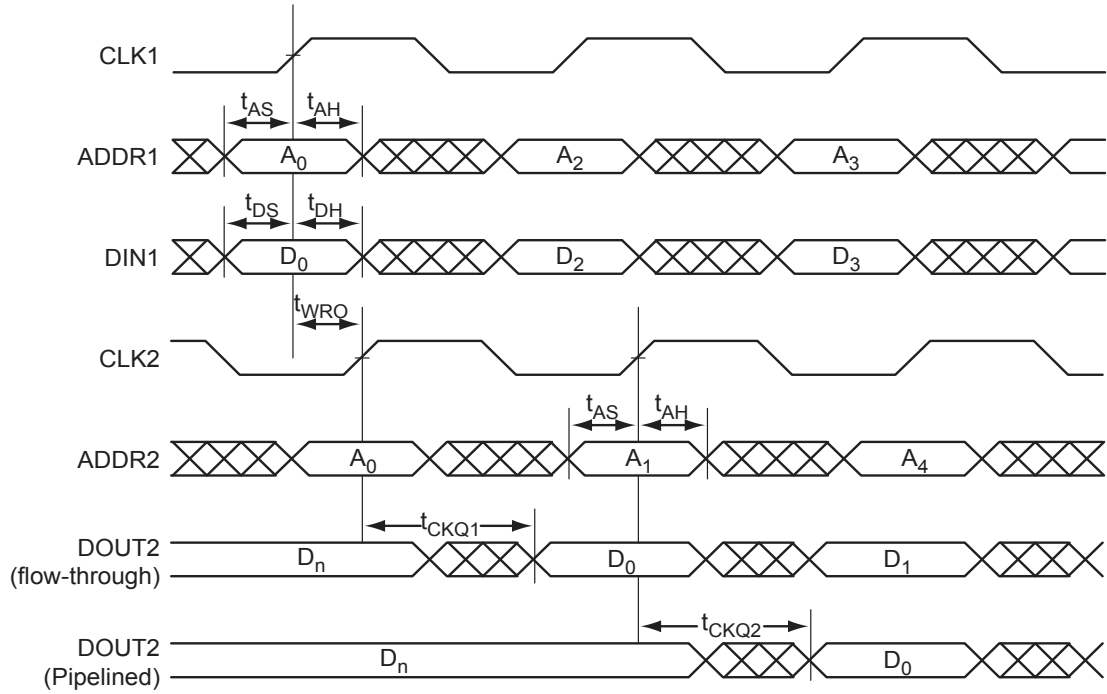 CLK1
tAS tAH
ADDR1 A0 A2 A3
tDS tDH
DIN1 D0 D2 D3
tWRO
CLK2
tAS tAH
ADDR2 A0 A1 A4
tCKQ1
DOUT2
(flow-through) Dn D0 D1
tCKQ2
DOUT2
(Pipelined) Dn D0